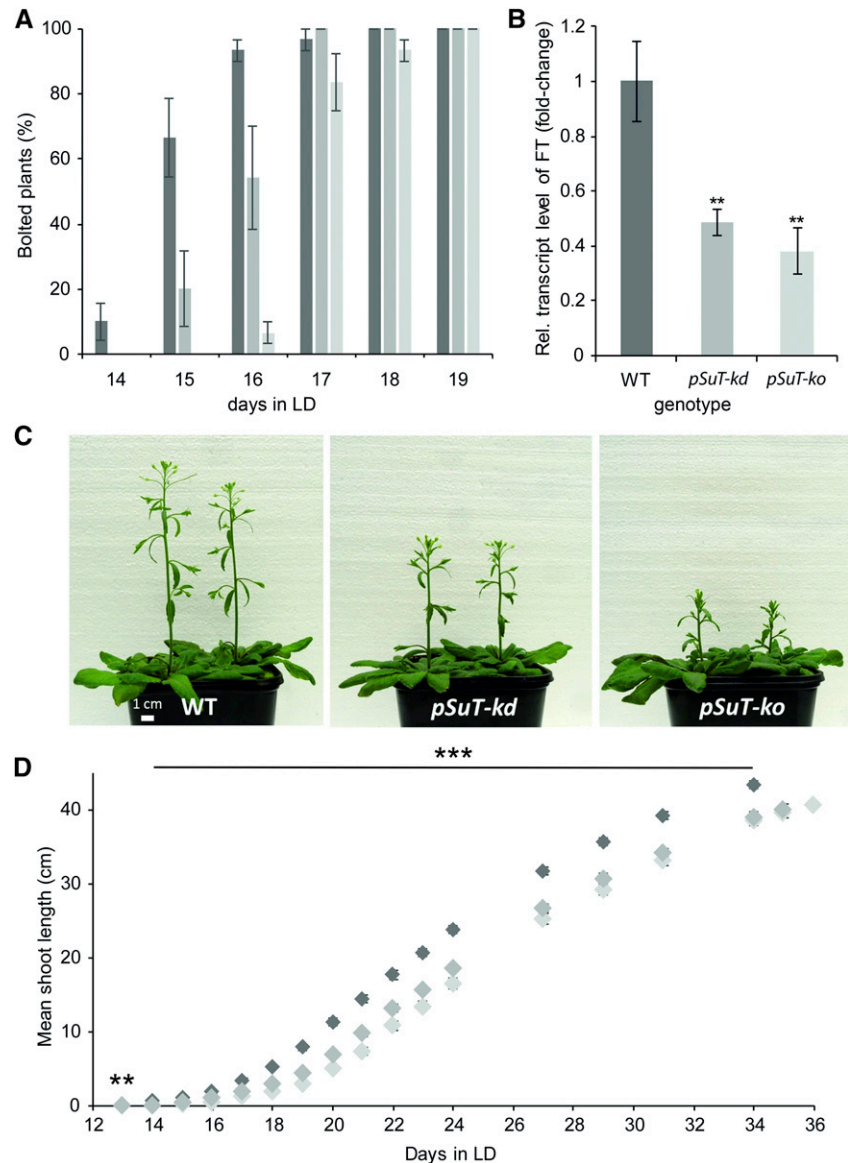 A
Bolted plants (%)
100
80
60
40
20
0
14 15 16 17 18 19
days in LD
B
Rel. transcript level of FT (fold-change)
1.2
1
0.8
0.6
0.4
0.2
0
**
**
WT pSuT-kd pSuT-ko
genotype
C
1 cm
WT
pSuT-kd
pSuT-ko
D
***
Mean shoot length (cm)
40
30
20
10
0
**
12 14 16 18 20 22 24 26 28 30 32 34 36
Days in LD